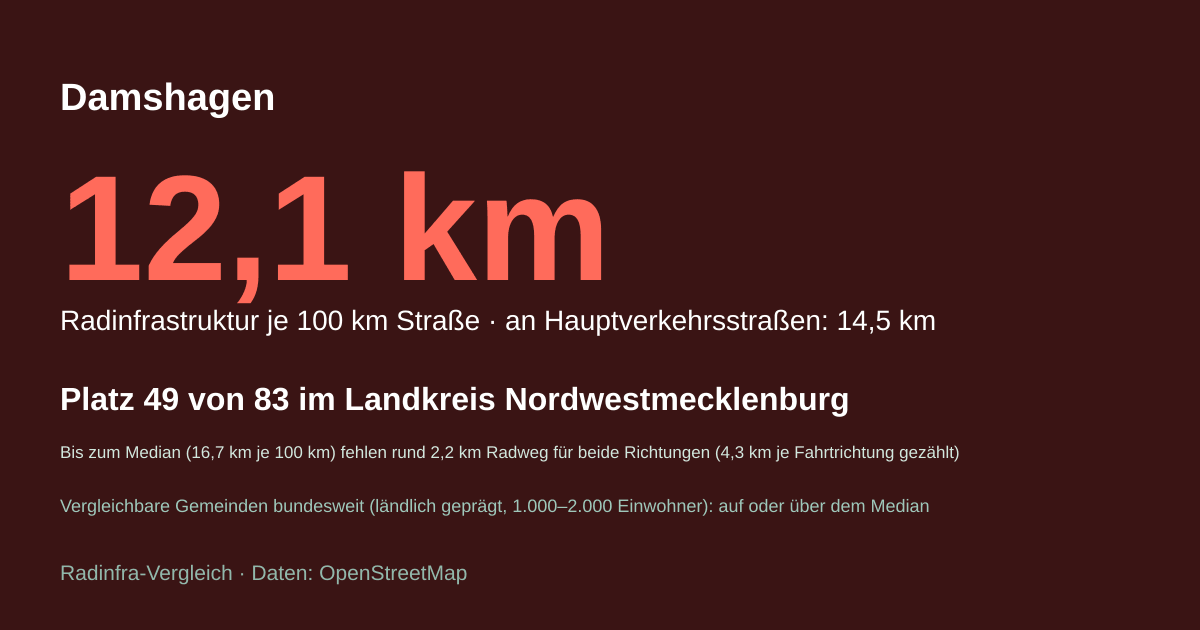 Damshagen
12,1 km
Radinfrastruktur je 100 km Straße · an Hauptverkehrsstraßen: 14,5 km
Platz 49 von 83 im Landkreis Nordwestmecklenburg
Bis zum Median (16,7 km je 100 km) fehlen rund 2,2 km Radweg für beide Richtungen (4,3 km je Fahrtrichtung gezählt)
Vergleichbare Gemeinden bundesweit (ländlich geprägt, 1.000–2.000 Einwohner): auf oder über dem Median
Radinfra-Vergleich · Daten: OpenStreetMap